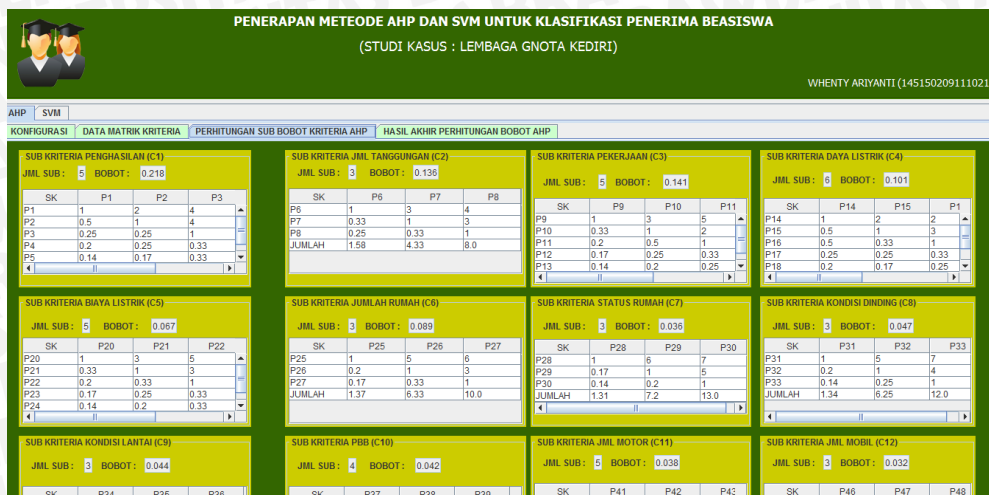 PENERAPAN METEODE AHP DAN SVM UNTUK KLASIFIKASI PENERIMA BEASISWA
(STUDI KASUS : LEMBAGA GNOTA KEDIRI)
WHENTY ARIYANTI (145150209111021
AHP SVM
KONFIGURASI DATA MATRIK KRITERIA PERHITUNGAN SUB BOBOT KRITERIA AHP HASIL AKHIR PERHITUNGAN BOBOT AHP
SUB KRITERIA PENGHASILAN (C1)
JML SUB : 5 BOBOT : 0.218
SK P1 P2 P3
P1 1 2 4
P2 0.5 1 4
P3 0.25 0.25 1
P4 0.2 0.25 0.33
P5 0.14 0.17 0.33
SUB KRITERIA JML TANGGUNGAN (C2)
JML SUB : 3 BOBOT : 0.136
SK P6 P7 P8
P6 1 3 4
P7 0.33 1 3
P8 0.25 0.33 1
JUMLAH 1.58 4.33 8.0
SUB KRITERIA PEKERJAAN (C3)
JML SUB : 5 BOBOT : 0.141
SK P9 P10 P11
P9 1 3 5
P10 0.33 1 2
P11 0.2 0.5 1
P12 0.17 0.25 0.33
P13 0.14 0.2 0.25
SUB KRITERIA DAYA LISTRIK (C4)
JML SUB : 6 BOBOT : 0.101
SK P14 P15 P1
P14 1 2 2
P15 0.5 1 3
P16 0.5 0.33 1
P17 0.25 0.25 0.33
P18 0.2 0.17 0.25
SUB KRITERIA BIAYA LISTRIK (C5)
JML SUB : 5 BOBOT : 0.067
SK P20 P21 P22
P20 1 3 5
P21 0.33 1 3
P22 0.2 0.33 1
P23 0.17 0.25 0.33
P24 0.14 0.2 0.33
SUB KRITERIA JUMLAH RUMAH (C6)
JML SUB : 3 BOBOT : 0.089
SK P25 P26 P27
P25 1 5 6
P26 0.2 1 3
P27 0.17 0.33 1
JUMLAH 1.37 6.33 10.0
SUB KRITERIA STATUS RUMAH (C7)
JML SUB : 3 BOBOT : 0.036
SK P28 P29 P30
P28 1 6 7
P29 0.17 1 5
P30 0.14 0.2 1
JUMLAH 1.31 7.2 13.0
SUB KRITERIA KONDISI DINDING (C8)
JML SUB : 3 BOBOT : 0.047
SK P31 P32 P33
P31 1 5 7
P32 0.2 1 4
P33 0.14 0.25 1
JUMLAH 1.34 6.25 12.0
SUB KRITERIA KONDISI LANTAI (C9)
JML SUB : 3 BOBOT : 0.044
SK P34 P35 P36
SUB KRITERIA PBB (C10)
JML SUB : 4 BOBOT : 0.042
SK P37 P38 P39
SUB KRITERIA JML MOTOR (C11)
JML SUB : 5 BOBOT : 0.038
SK P41 P42 P43
SUB KRITERIA JML MOBIL (C12)
JML SUB : 3 BOBOT : 0.032
SK P46 P47 P48